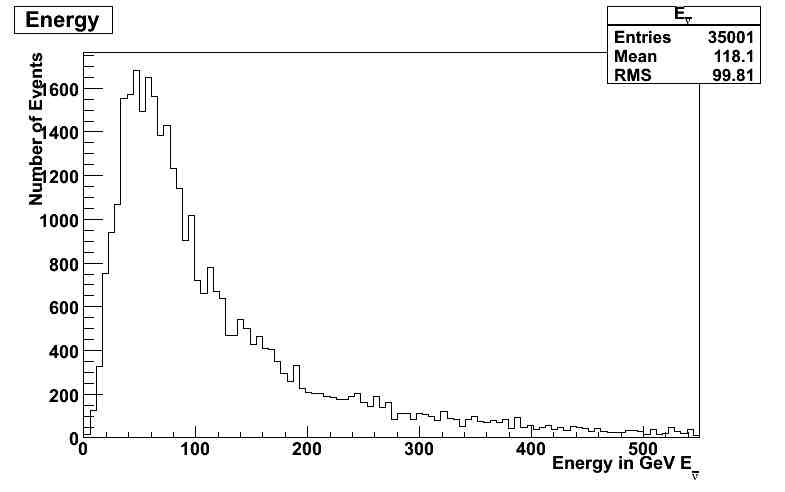 Energy
E_ν̅
Entries 35001
Mean 118.1
RMS 99.81
Number of Events
1600
1400
1200
1000
800
600
400
200
0
0 100 200 300 400 500
Energy in GeV E_ν̅